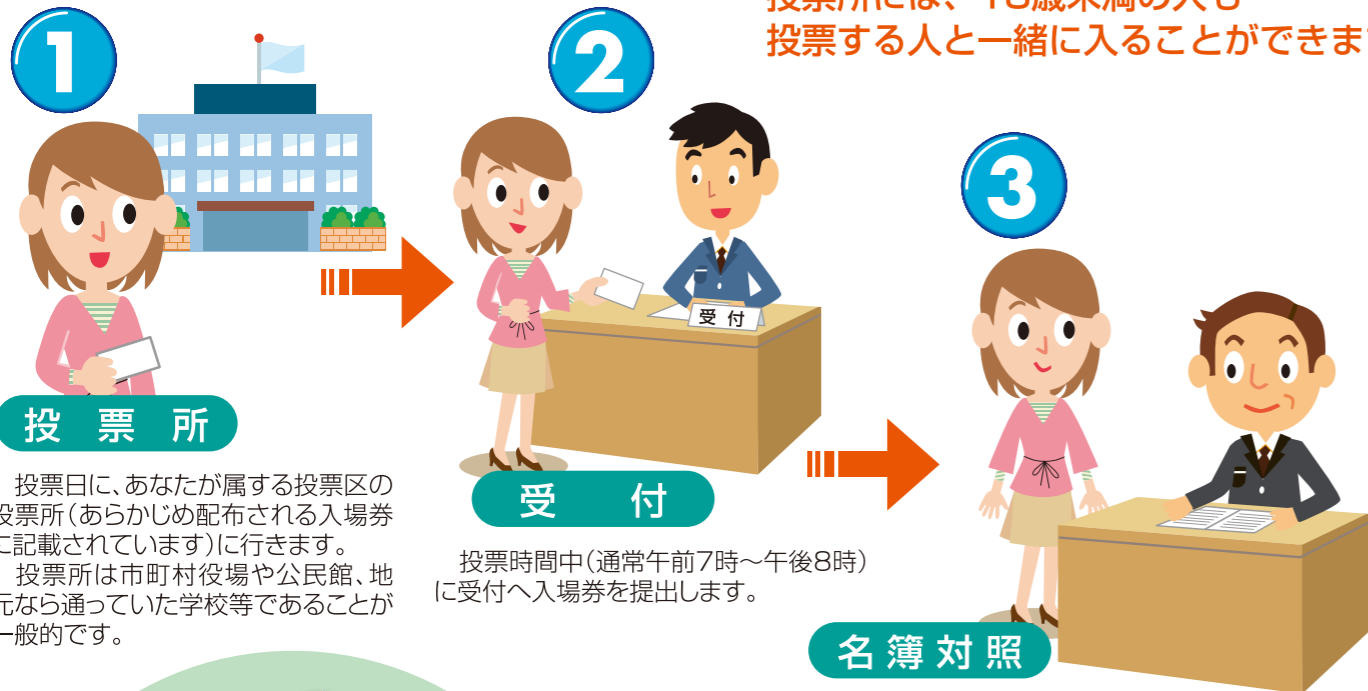 投票所には、18歳未満の人も
投票する人と一緒に入ることができま
1
2
3
受付
投票所
投票日に、あなたが属する投票区の
投票所(あらかじめ配布される入場券
に記載されています)に行きます。
投票所は市町村役場や公民館、地
元なら通っていた学校等であることが
一般的です。
受付
投票時間中(通常午前7時〜午後8時)
に受付へ入場券を提出します。
名簿対照